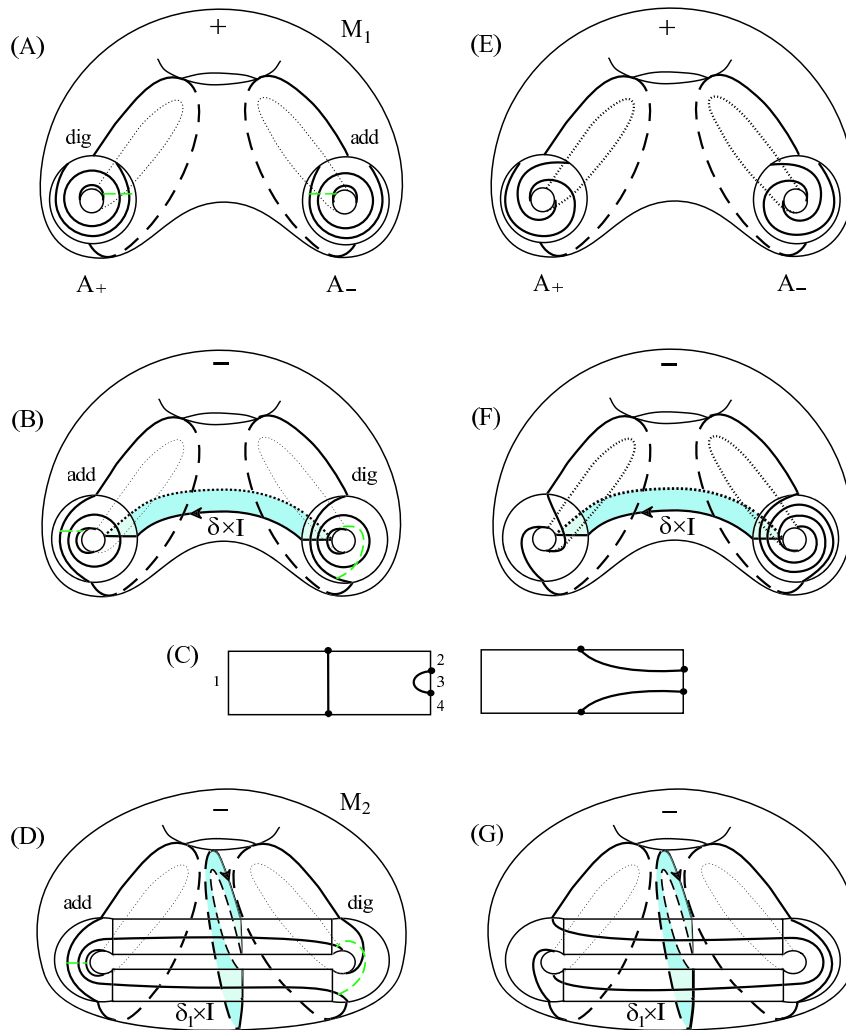 (A) + M₁
dig add
A₊ A₋
(E) +
A₊ A₋
(B) −
add dig
δ×I
(F) −
δ×I
(C) 1 2
3
4
(D) − M₂
add dig
δ₁×I
(G) −
δ₁×I